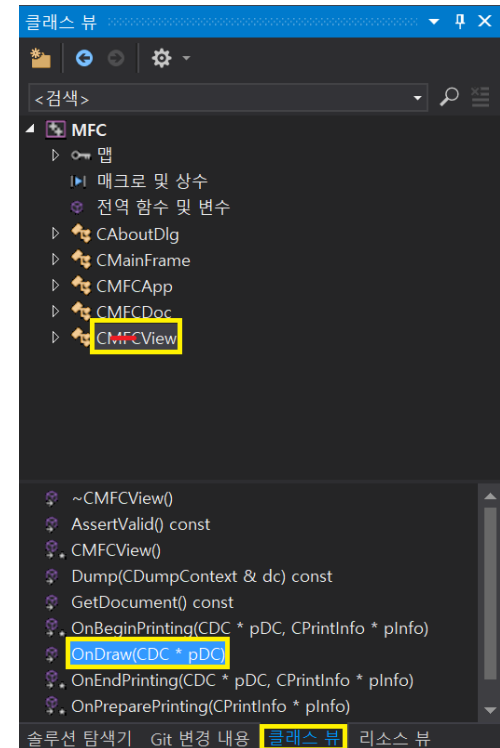 클래스 뷰
<검색>
MFC
맵
매크로 및 상수
전역 함수 및 변수
CAboutDlg
CMainFrame
CMFCApp
CMFCDoc
CMFCView
~CMFCView()
AssertValid() const
CMFCView()
Dump(CDumpContext & dc) const
GetDocument() const
OnBeginPrinting(CDC * pDC, CPrintInfo * pInfo)
OnDraw(CDC * pDC)
OnEndPrinting(CDC * pDC, CPrintInfo * pInfo)
OnPreparePrinting(CPrintInfo * pInfo)
솔루션 탐색기 Git 변경 내용 클래스 뷰 리소스 뷰